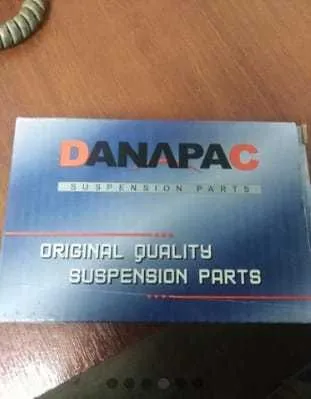 DANAPAC
SUSPENSION PARTS
ORIGINAL QUALITY
SUSPENSION PARTS